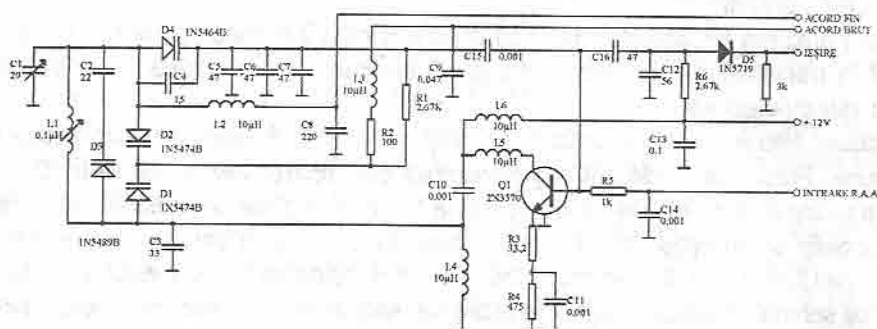 ACORD FIN
ACORD BRUT
IESIRE
+12V
INTRARE R.A.A
D4
1N5464B
C1
29
C2
22
C4
15
L1
0.1µH
D3
D2
1N5474B
D1
1N5474B
1N5489B
C3
33
C5
47
C6
47
C7
47
L2 10µH
C8
220
L3
10µH
R2
100
R1
2,67k
C9
0,047
C15
0,001
C16
47
C12
56
R6
2,67k
D5
1N5719
3k
L6
10µH
L5
10µH
C13
0.1
C10
0,001
Q1
2N3570
R5
1k
C14
0,001
R3
33,2
L4
10µH
R4
475
C11
0,001